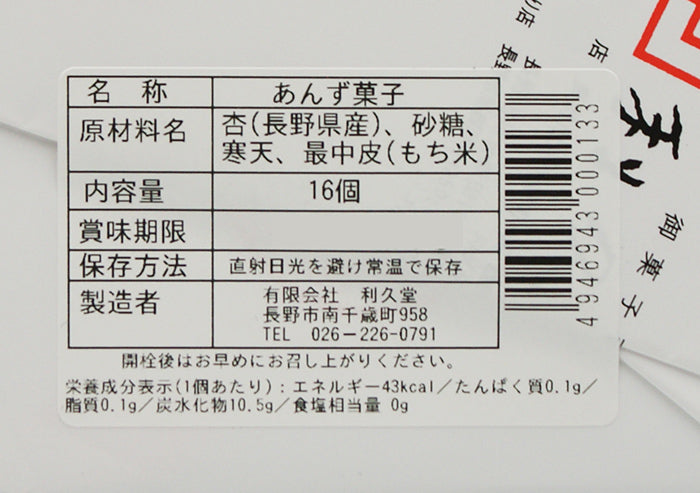 名称 あんず菓子
原材料名 杏(長野県産)、砂糖、
寒天、最中皮(もち米)
内容量 16個
賞味期限
保存方法 直射日光を避け常温で保存
製造者 有限会社 利久堂
長野市南千歳町958
TEL 026-226-0791
開栓後はお早めにお召し上がりください。
栄養成分表示(1個あたり):エネルギー43kcal/たんぱく質0.1g/
脂質0.1g/炭水化物10.5g/食塩相当量 0g
4946943000133
利
御菓子
店
店
長